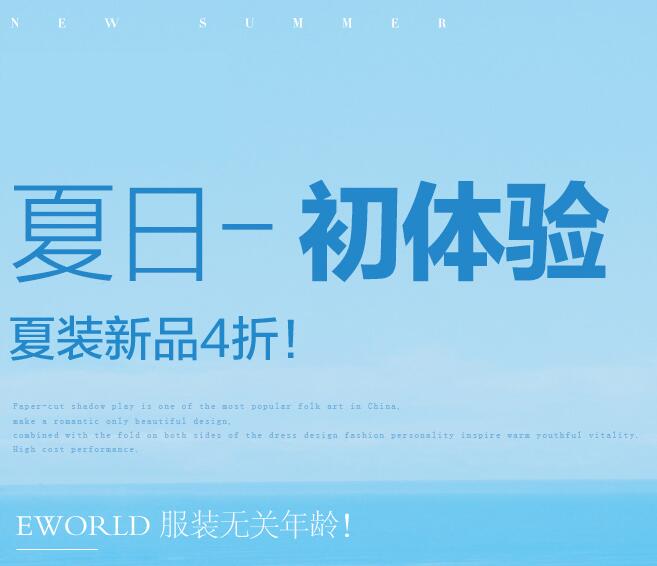 NEW SUMMER
夏日-初体验
夏装新品4折！
Paper-cut shadow play is one of the most popular folk art in China,
make a romantic only beautiful design,
combined with the fold on both sides of the dress design fashion personality inspire warm youthful vitality.
High cost performance.
EWORLD 服装无关年龄！